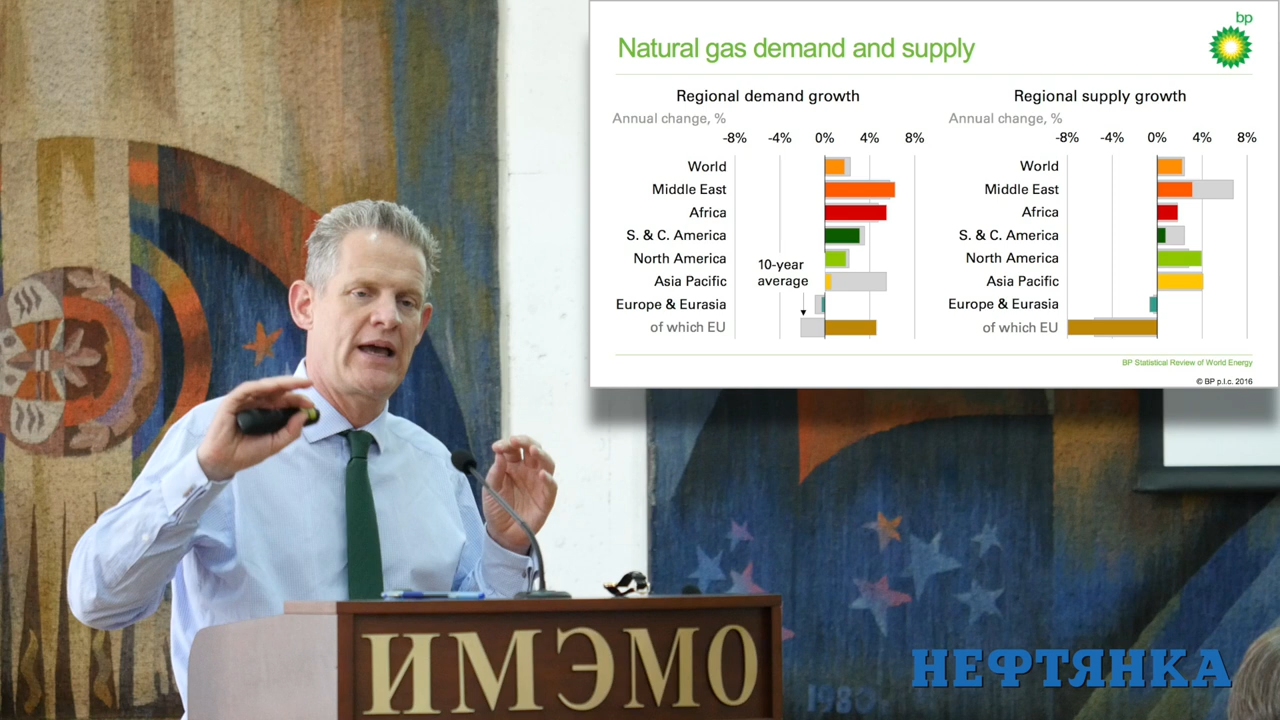 bp
Natural gas demand and supply
Regional demand growth
Annual change, %
-8% -4% 0% 4% 8%
World
Middle East
Africa
S. & C. America
North America
Asia Pacific
Europe & Eurasia
of which EU
10-year
average
Regional supply growth
Annual change, %
-8% -4% 0% 4% 8%
World
Middle East
Africa
S. & C. America
North America
Asia Pacific
Europe & Eurasia
of which EU
BP Statistical Review of World Energy
© BP p.l.c. 2016
ИМЭМО
1980
НЕФТЯНКА